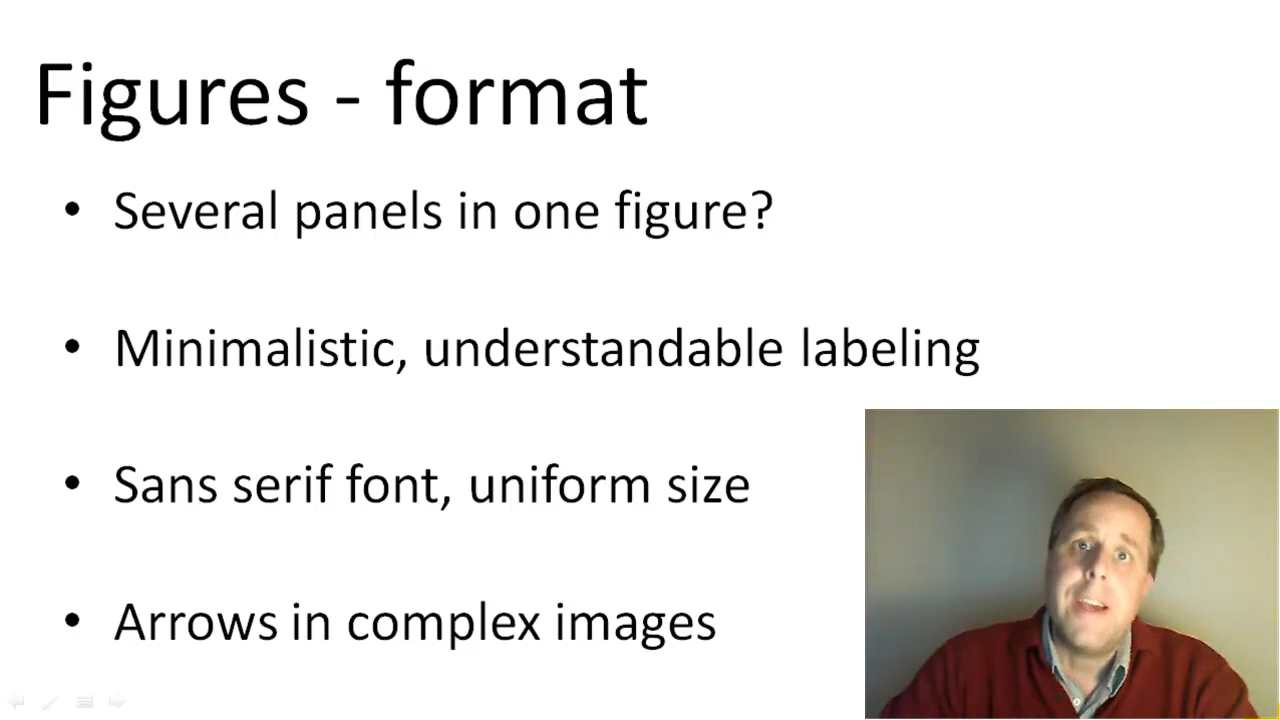 Figures - format
• Several panels in one figure?
• Minimalistic, understandable labeling
• Sans serif font, uniform size
• Arrows in complex images